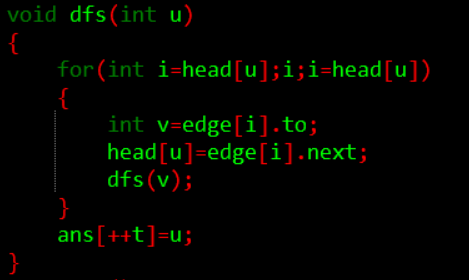 void dfs(int u)
{
    for(int i=head[u];i;i=head[u])
    {
        int v=edge[i].to;
        head[u]=edge[i].next;
        dfs(v);
    }
    ans[++t]=u;
}